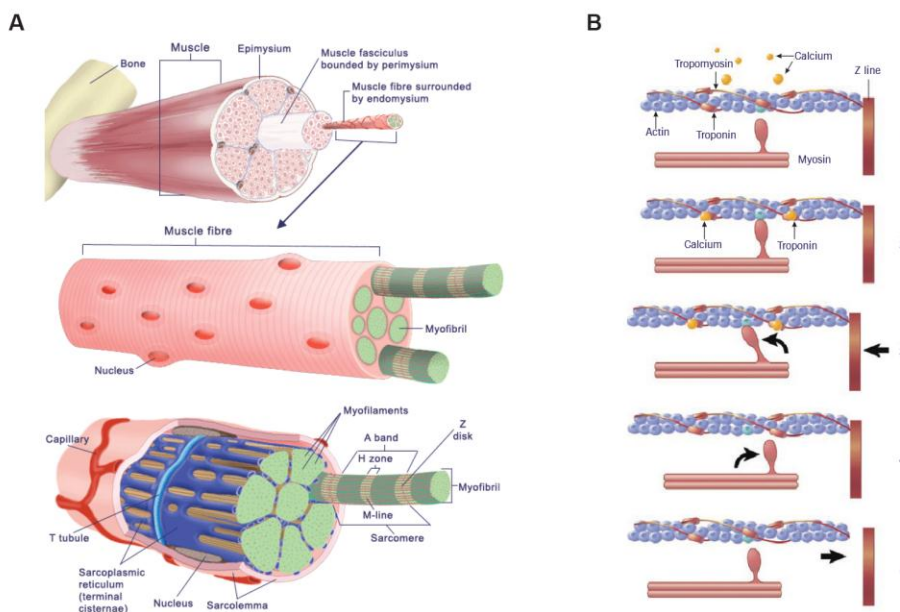 A
Bone
Muscle
Epimysium
Muscle fasciculus
bounded by perimysium
Muscle fibre surrounded
by endomysium
Muscle fibre
Myofibril
Nucleus
Capillary
Myofilaments
A band
H zone
Z
disk
Myofibril
M-line
Sarcomere
T tubule
Sarcoplasmic
reticulum
(terminal
cisternae)
Nucleus
Sarcolemma
B
Tropomyosin
Calcium
Z line
Actin
Troponin
Myosin
Calcium
Troponin